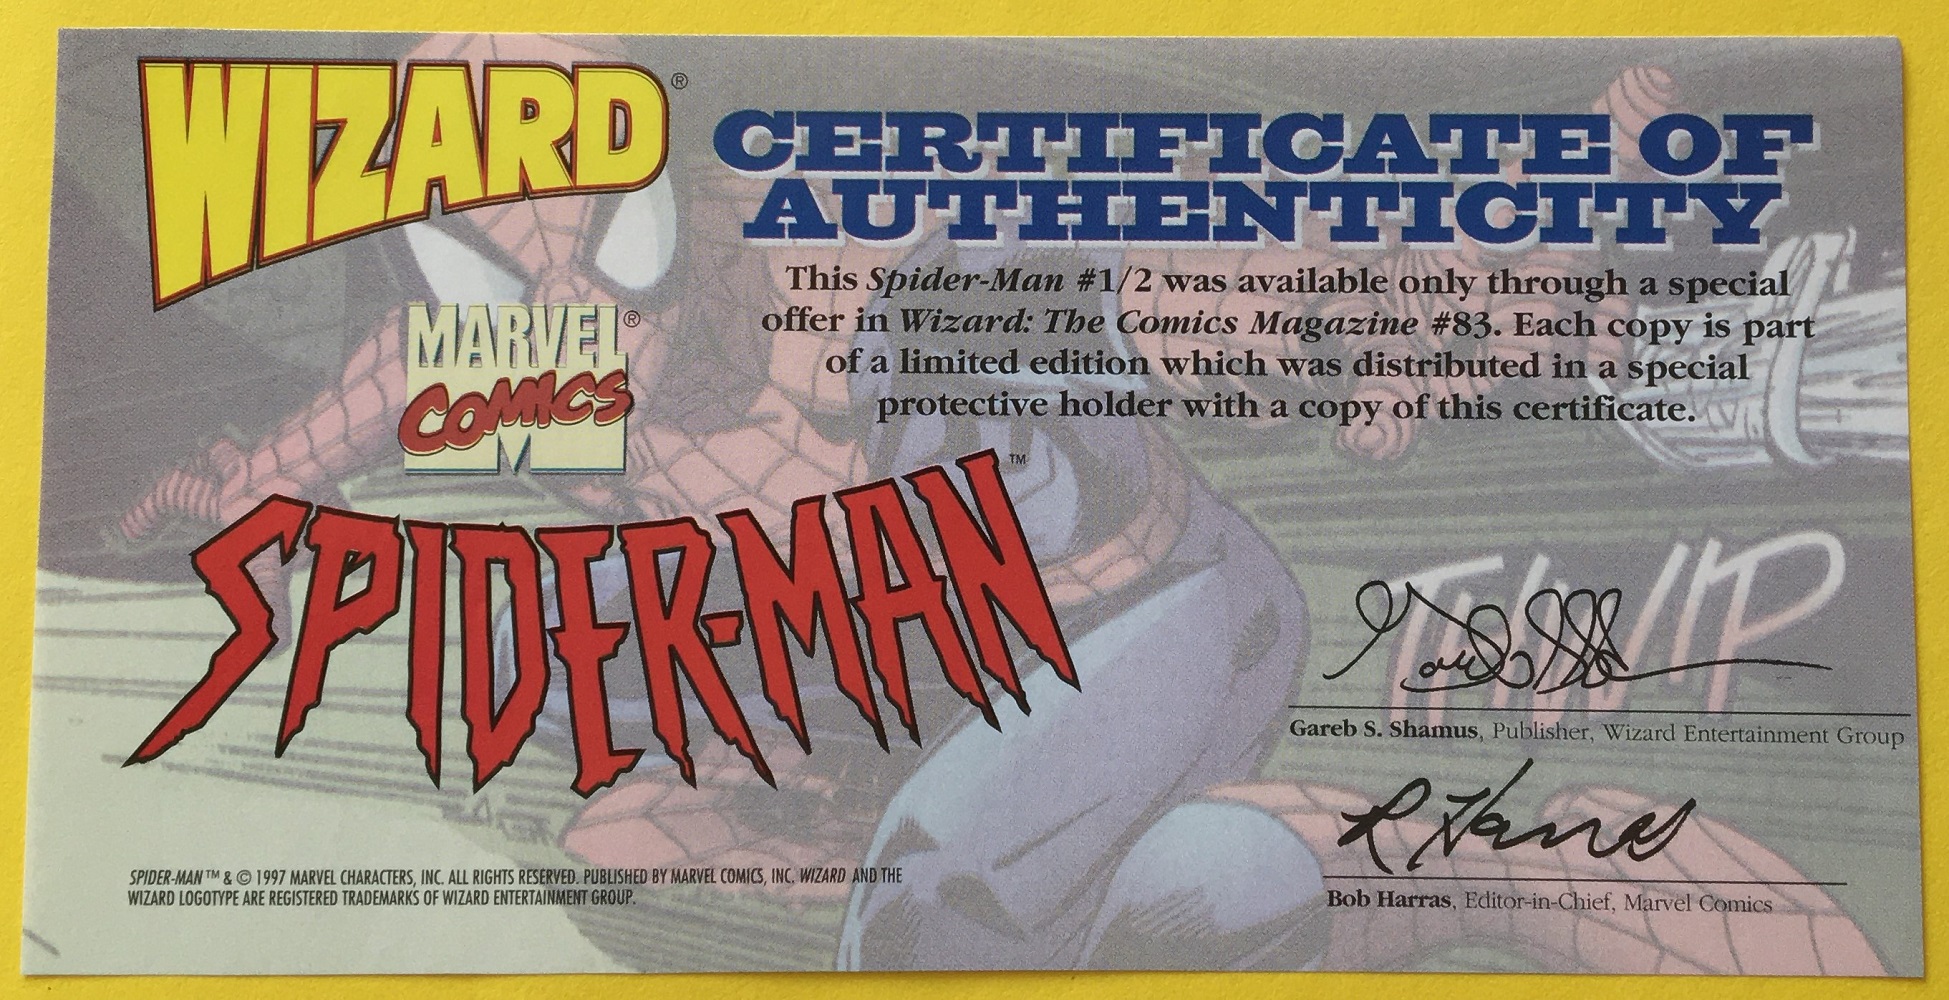 WIZARD®
CERTIFICATE OF
AUTHENTICITY
This Spider-Man #1/2 was available only through a special
offer in Wizard: The Comics Magazine #83. Each copy is part
of a limited edition which was distributed in a special
protective holder with a copy of this certificate.
MARVEL®
COMICS
SPIDER-MAN™
THWIP
Gareb S. Shamus, Publisher, Wizard Entertainment Group
R Harras
Bob Harras, Editor-in-Chief, Marvel Comics
SPIDER-MAN™ & © 1997 MARVEL CHARACTERS, INC. ALL RIGHTS RESERVED. PUBLISHED BY MARVEL COMICS, INC. WIZARD AND THE
WIZARD LOGOTYPE ARE REGISTERED TRADEMARKS OF WIZARD ENTERTAINMENT GROUP.